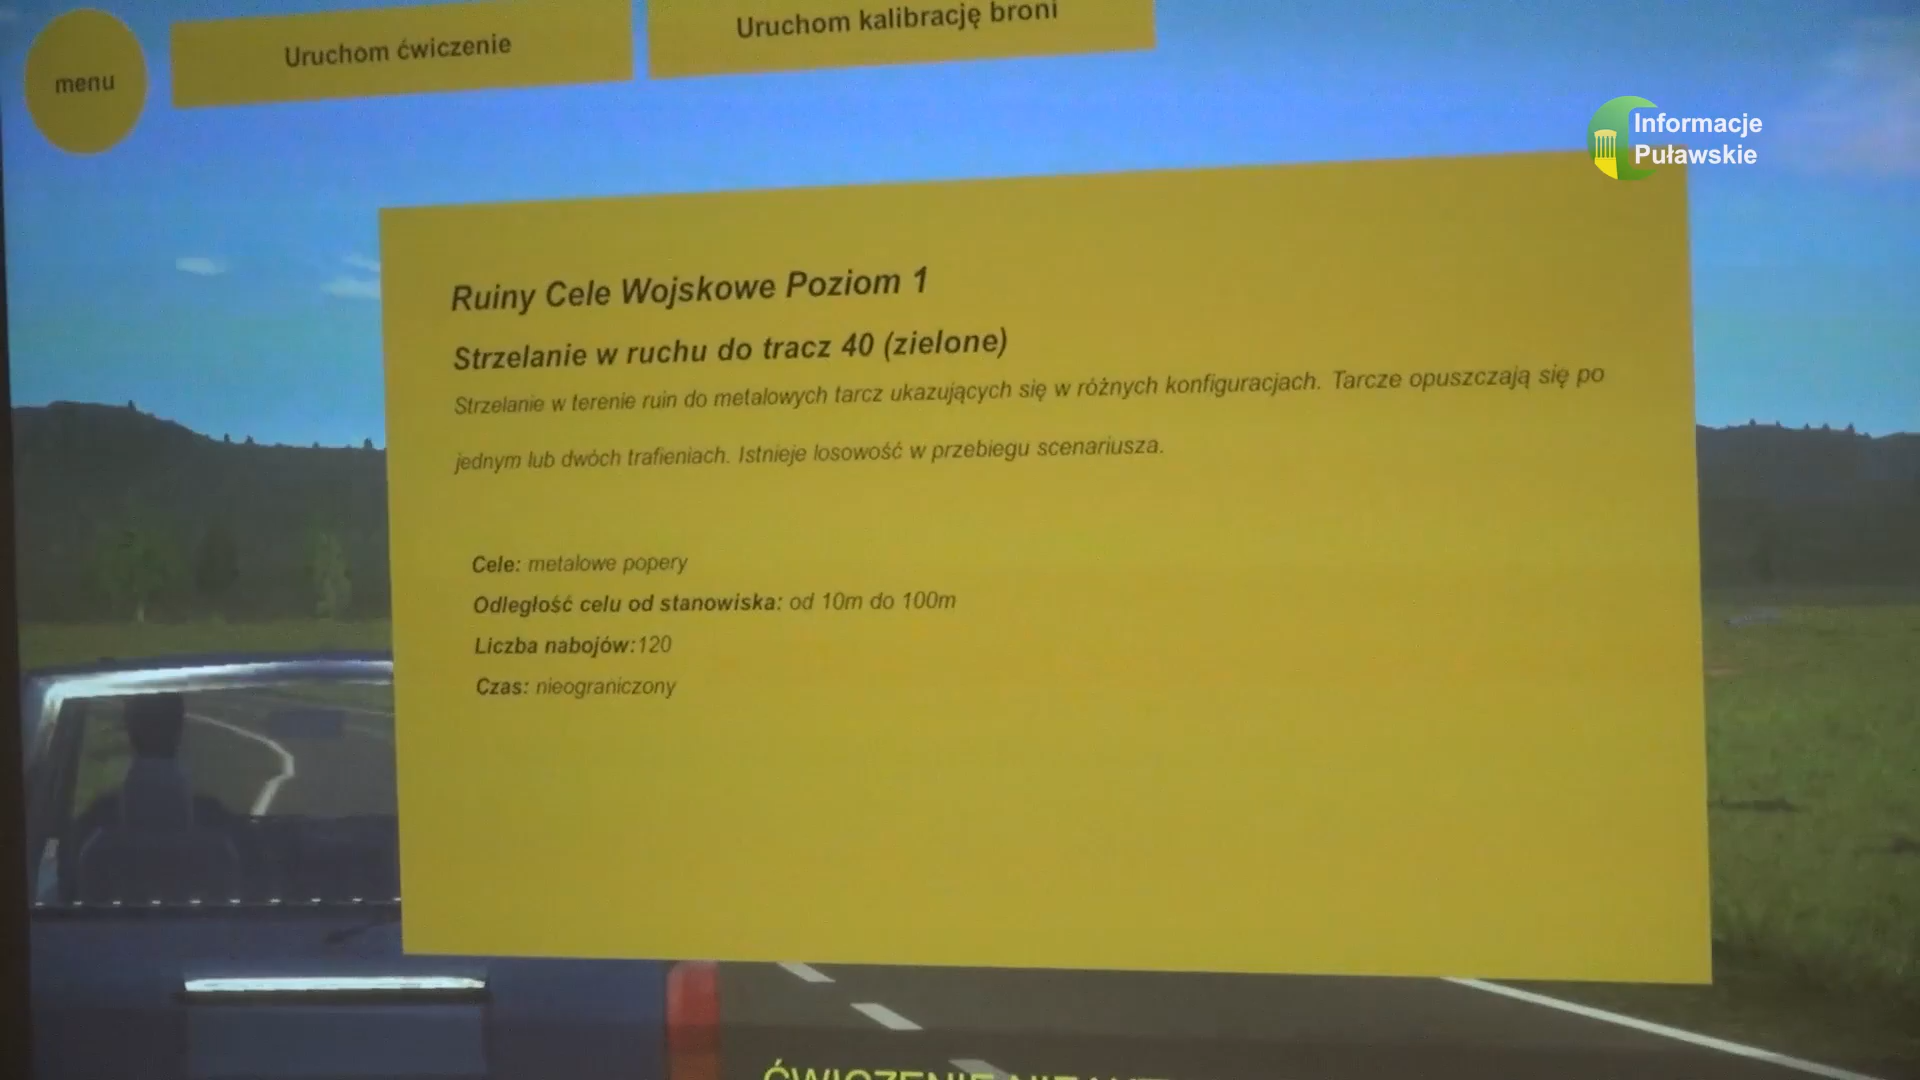 menu
Uruchom ćwiczenie
Uruchom kalibrację broni
Informacje
Puławskie
Ruiny Cele Wojskowe Poziom 1
Strzelanie w ruchu do tracz 40 (zielone)
Strzelanie w terenie ruin do metalowych tarcz ukazujących się w różnych konfiguracjach. Tarcze opuszczają się po
jednym lub dwóch trafieniach. Istnieje losowość w przebiegu scenariusza.
Cele: metalowe popery
Odległość celu od stanowiska: od 10m do 100m
Liczba nabojów:120
Czas: nieograniczony
ĆWICZENIE